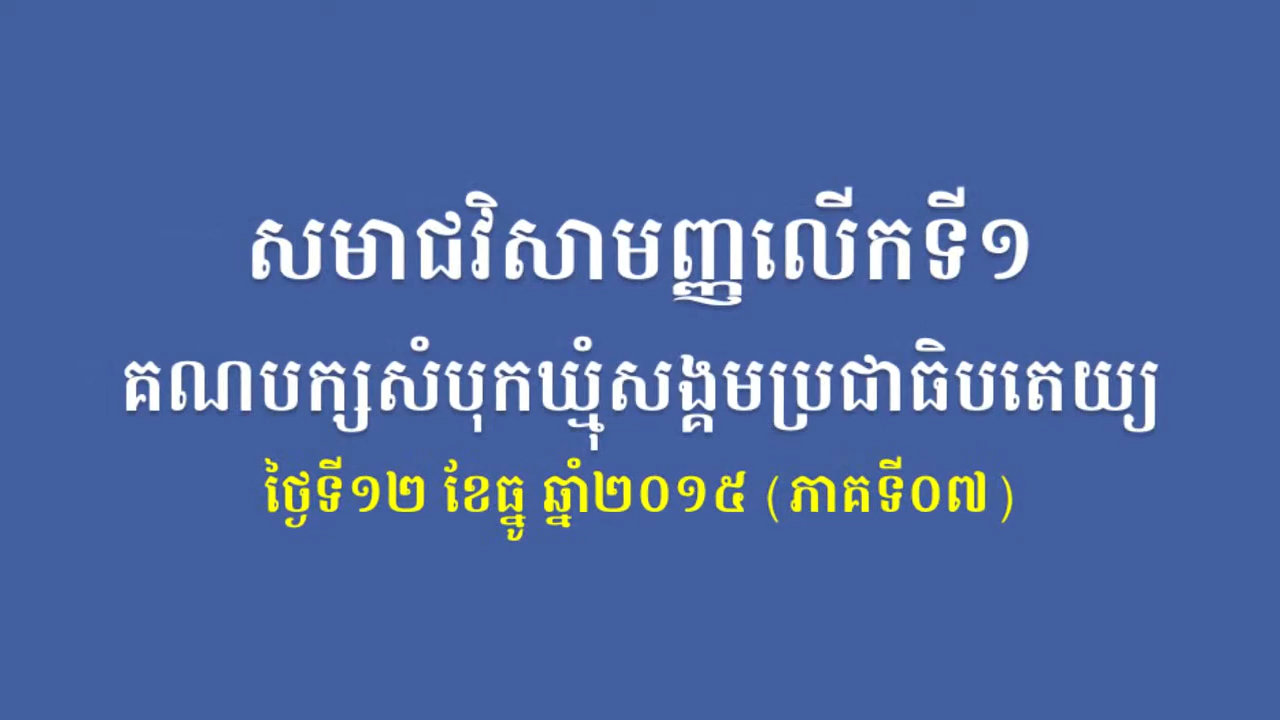 សមាជវិសាមញ្ញលើកទី១
គណបក្សសំបុកឃ្មុំសង្គមប្រជាធិបតេយ្យ
ថ្ងៃទី១២ ខែធ្នូ ឆ្នាំ២០១៥ (ភាគទី០៧)